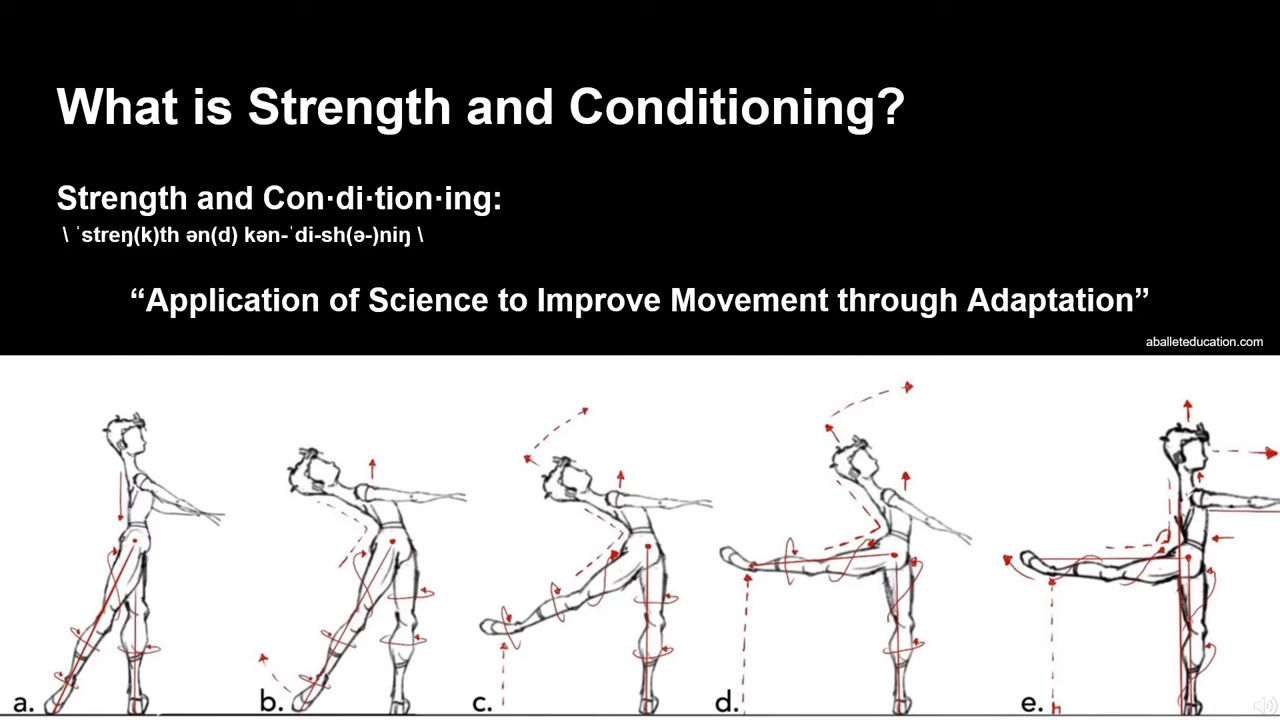 What is Strength and Conditioning?
Strength and Con·di·tion·ing:
\ ˈstreŋ(k)th ən(d) kən-ˈdi-sh(ə-)niŋ \
“Application of Science to Improve Movement through Adaptation”
aballeteducation.com
a.
b.
c.
d.
e.